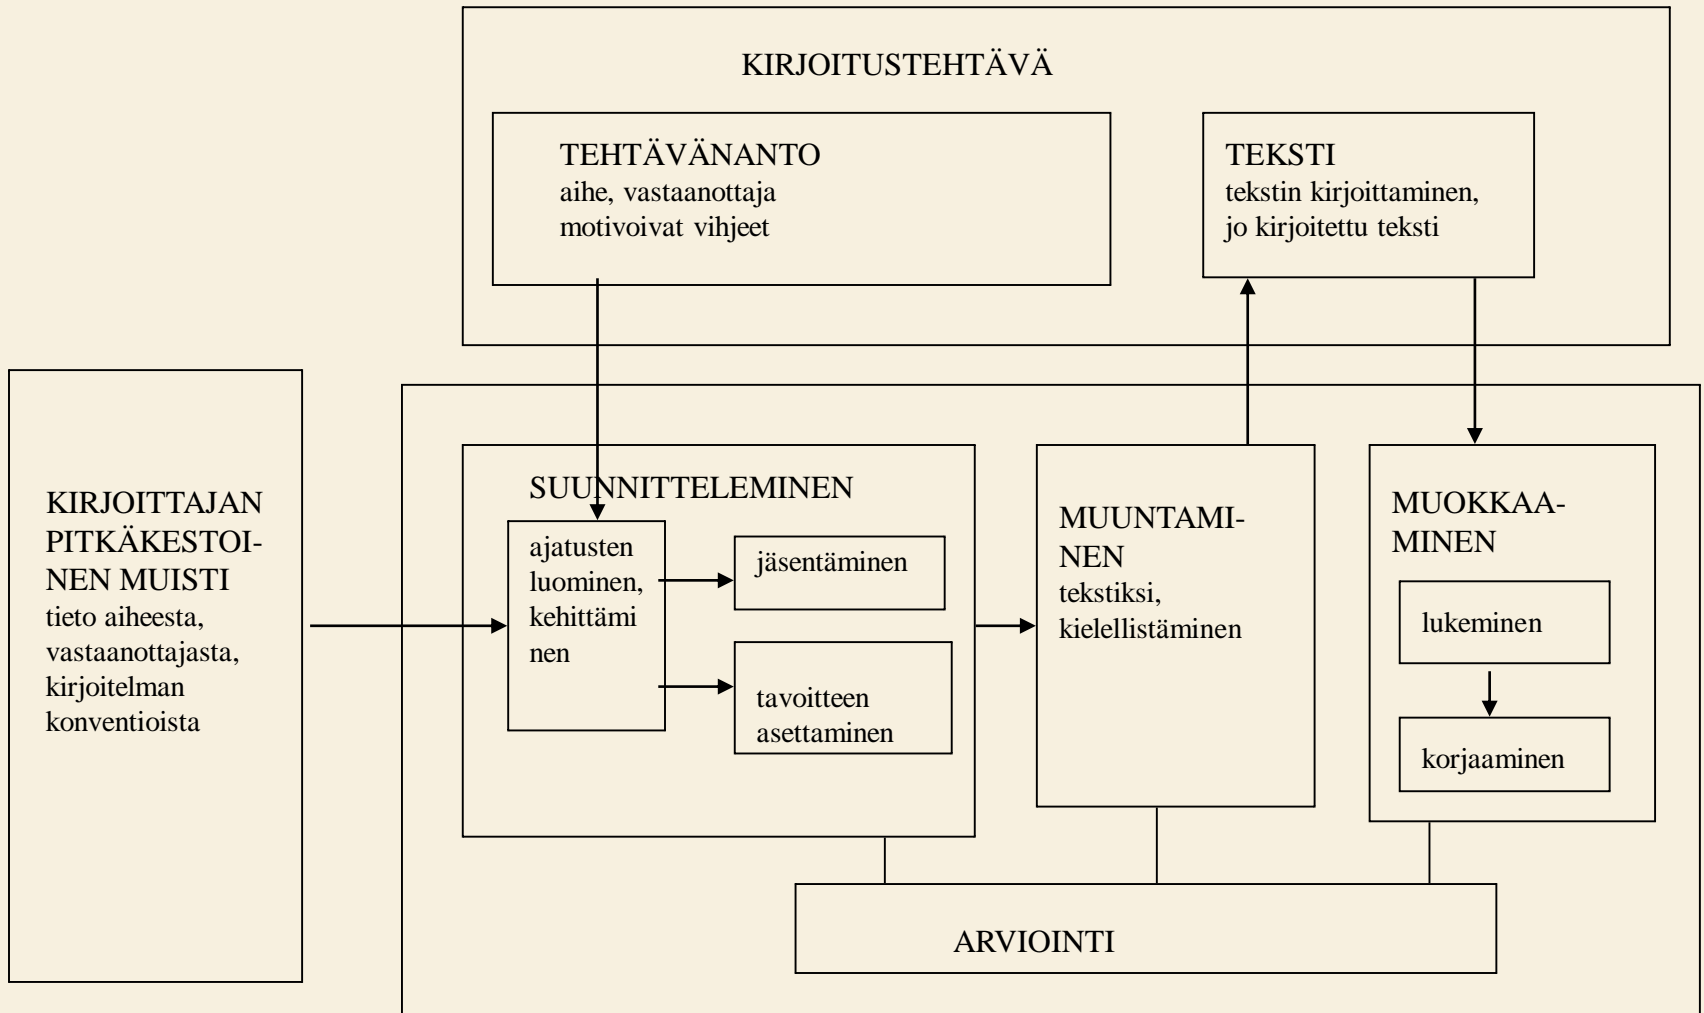 KIRJOITUSTEHTÄVÄ
TEHTÄVÄNANTO
aihe, vastaanottaja
motivoivat vihjeet
TEKSTI
tekstin kirjoittaminen,
jo kirjoitettu teksti
KIRJOITTAJAN
PITKÄKESTOI-
NEN MUISTI
tieto aiheesta,
vastaanottajasta,
kirjoitelman
konventioista
SUUNNITTELEMINEN
ajatusten
luominen,
kehittämi
nen
jäsentäminen
tavoitteen
asettaminen
MUUNTAMI-
NEN
tekstiksi,
kielellistäminen
MUOKKAA-
MINEN
lukeminen
korjaaminen
ARVIOINTI